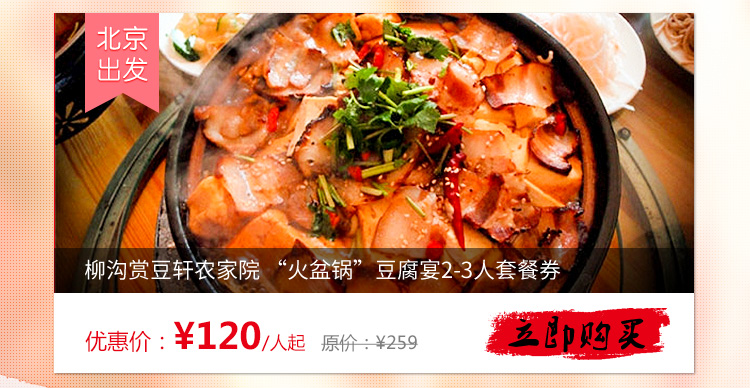 北京
出发
柳沟赏豆轩农家院 “火盆锅” 豆腐宴2-3人套餐券
优惠价：¥120/人起 原价：¥259
立即购买